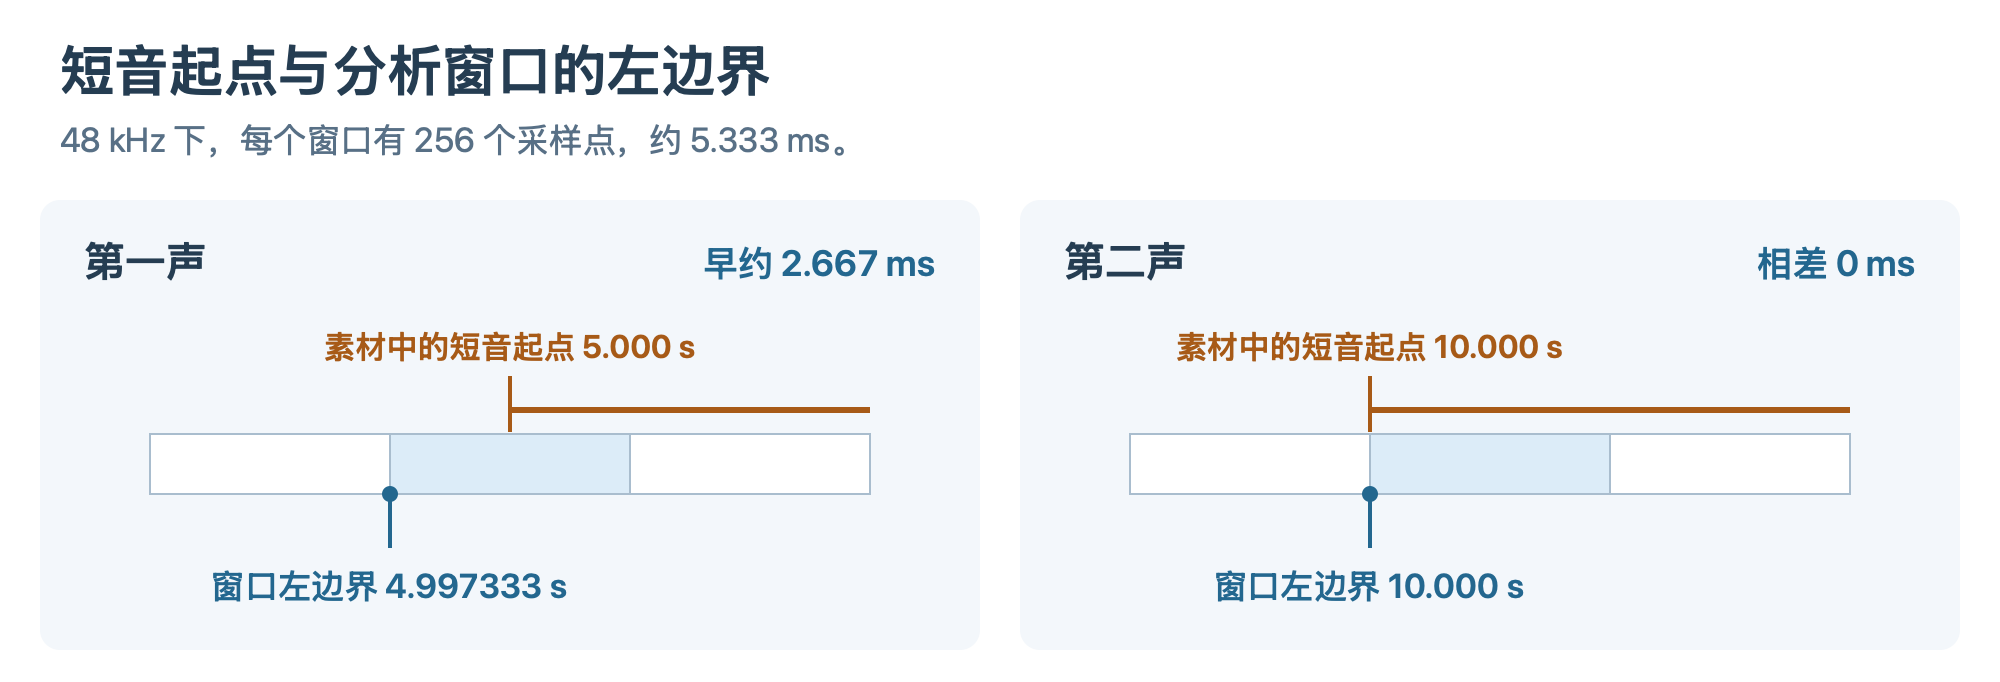 短音起点与分析窗口的左边界
48 kHz 下，每个窗口有 256 个采样点，约 5.333 ms。
第一声
早约 2.667 ms
素材中的短音起点 5.000 s
窗口左边界 4.997333 s
第二声
相差 0 ms
素材中的短音起点 10.000 s
窗口左边界 10.000 s